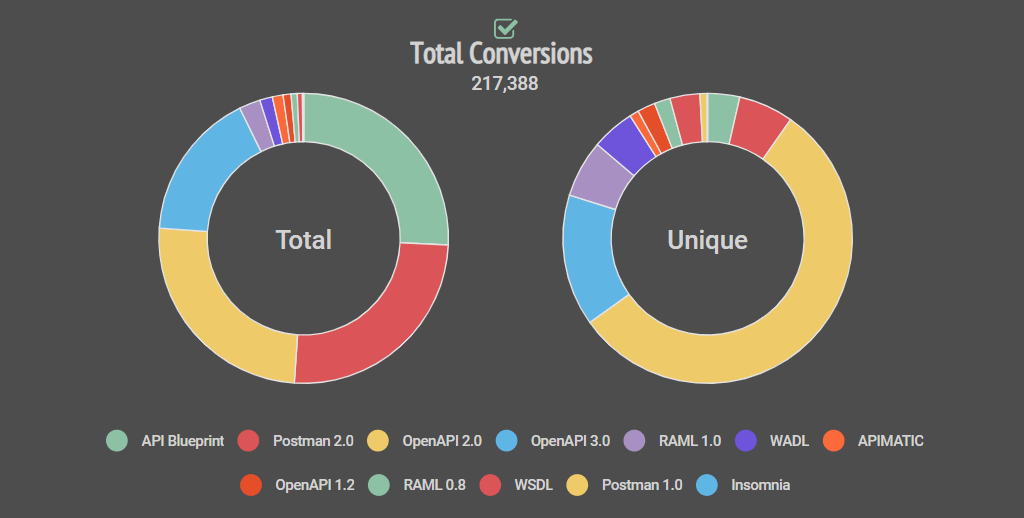 Total Conversions
217,388
Total
Unique
API Blueprint Postman 2.0 OpenAPI 2.0 OpenAPI 3.0 RAML 1.0 WADL APIMATIC
OpenAPI 1.2 RAML 0.8 WSDL Postman 1.0 Insomnia